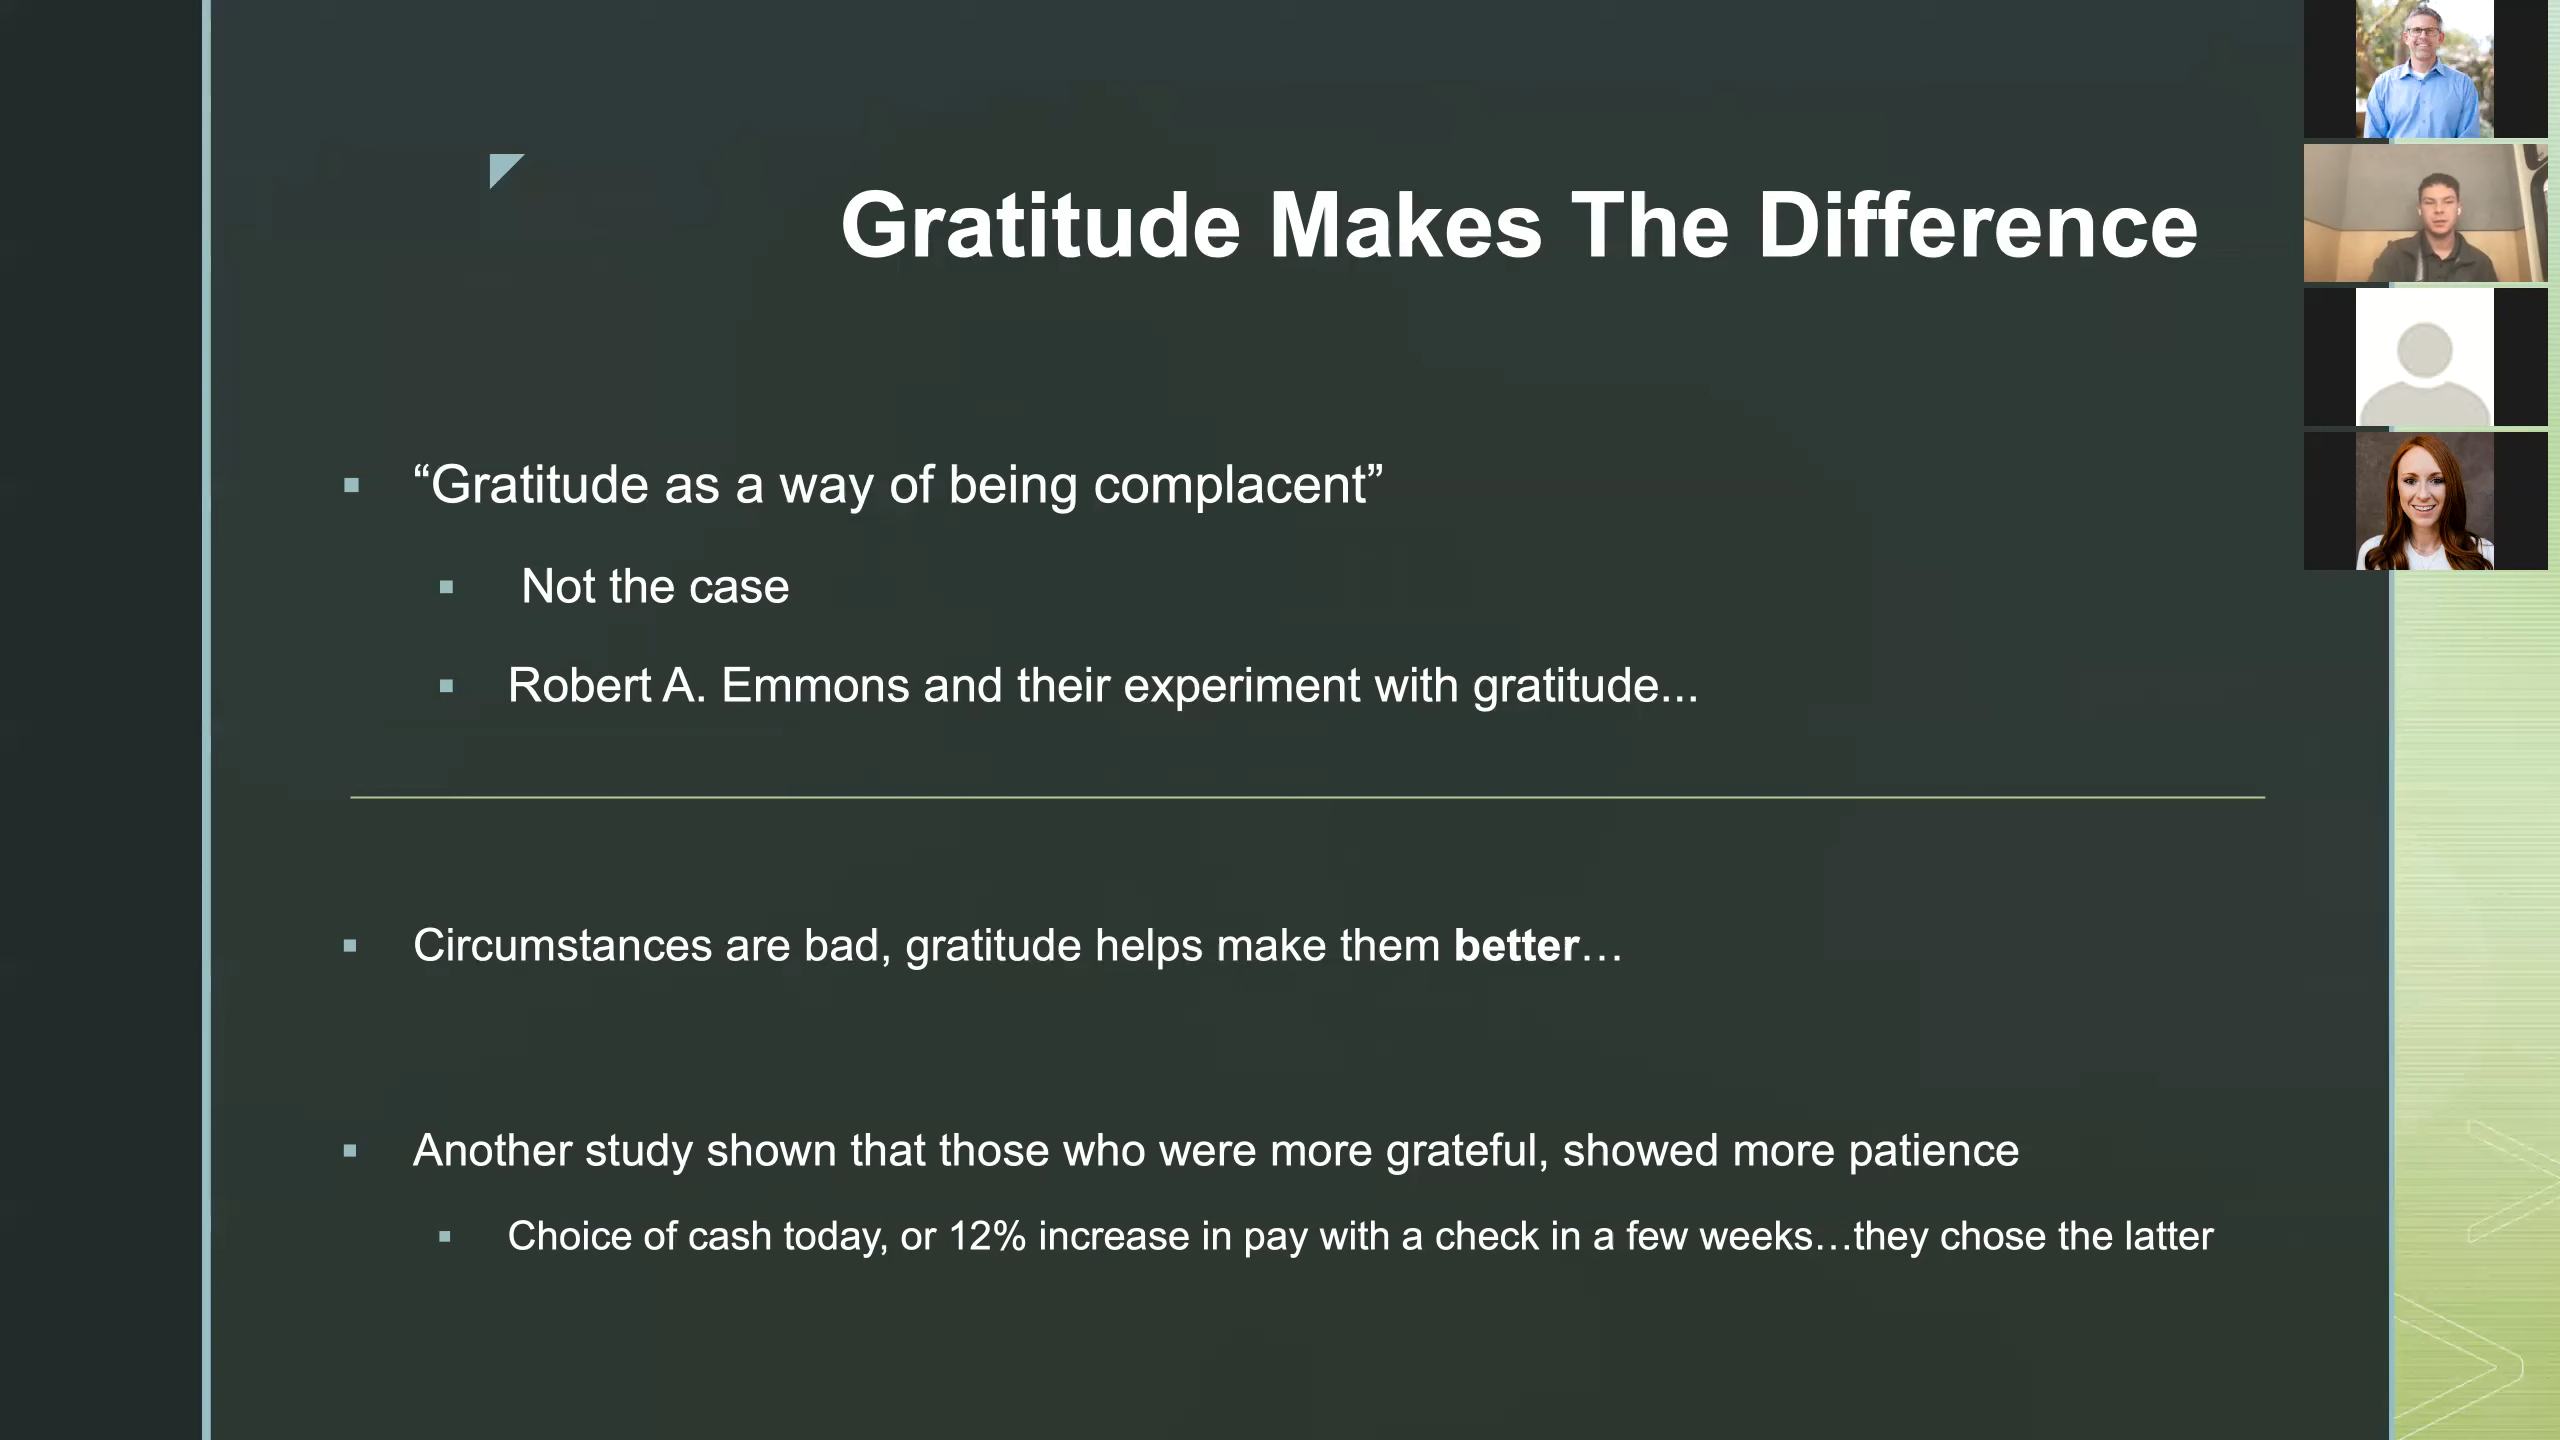 Gratitude Makes The Difference
“Gratitude as a way of being complacent”
Not the case
Robert A. Emmons and their experiment with gratitude...
Circumstances are bad, gratitude helps make them better…
Another study shown that those who were more grateful, showed more patience
Choice of cash today, or 12% increase in pay with a check in a few weeks…they chose the latter